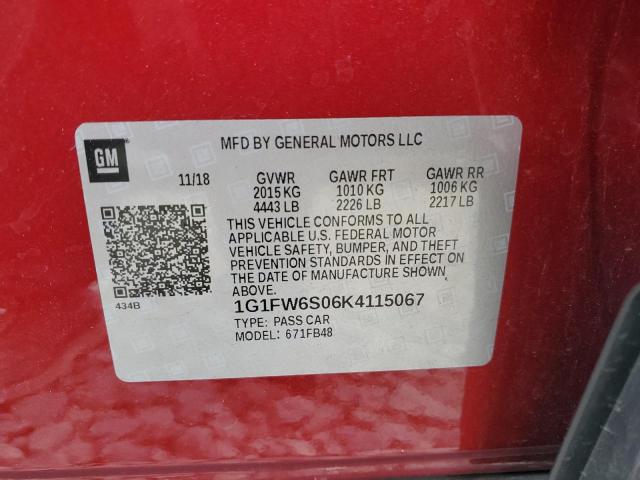 GM
MFD BY GENERAL MOTORS LLC
11/18 GVWR GAWR FRT GAWR RR
2015 KG 1010 KG 1006 KG
4443 LB 2226 LB 2217 LB
THIS VEHICLE CONFORMS TO ALL
APPLICABLE U.S. FEDERAL MOTOR
VEHICLE SAFETY, BUMPER, AND THEFT
PREVENTION STANDARDS IN EFFECT ON
THE DATE OF MANUFACTURE SHOWN
ABOVE.
434B
1G1FW6S06K4115067
TYPE: PASS CAR
MODEL: 671FB48